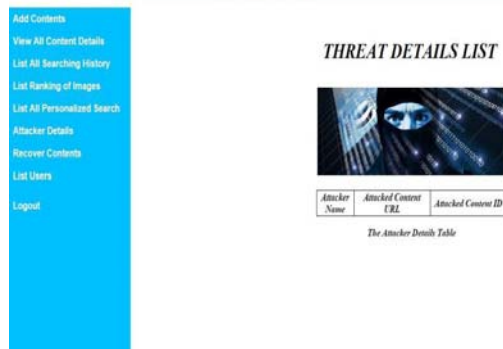 Add Contents
View All Content Details
List All Searching History
List Ranking of Images
List All Personalized Search
Attacker Details
Recover Contents
List Users
Logout
THREAT DETAILS LIST
Attacker Name
Attacked Content URL
Attacked Content ID
The Attacker Details Table